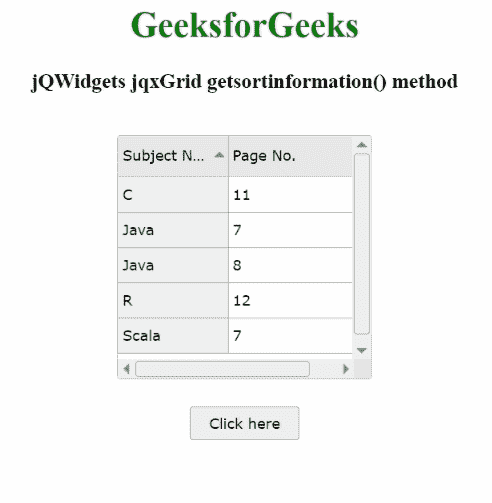 GeeksforGeeks
jQWidgets jqxGrid getsortinformation() method
Subject N... Page No.
C 11
Java 7
Java 8
R 12
Scala 7
Click here